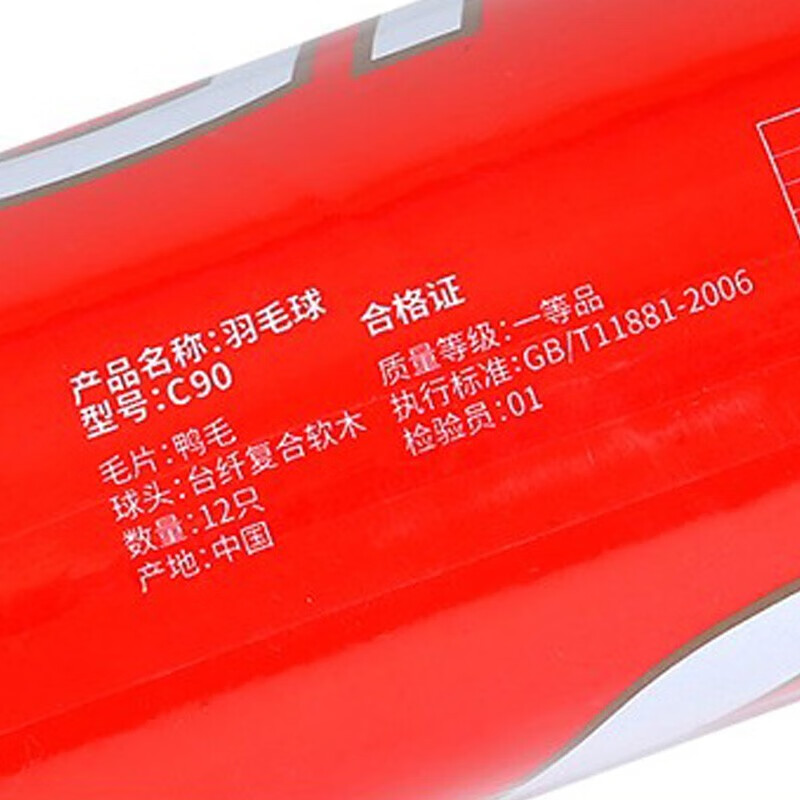 产品名称:羽毛球
型号:C90
毛片:鸭毛
球头:台纤复合软木
数量:12只
产地:中国
合格证
质量等级:一等品
执行标准:GB/T11881-2006
检验员:01